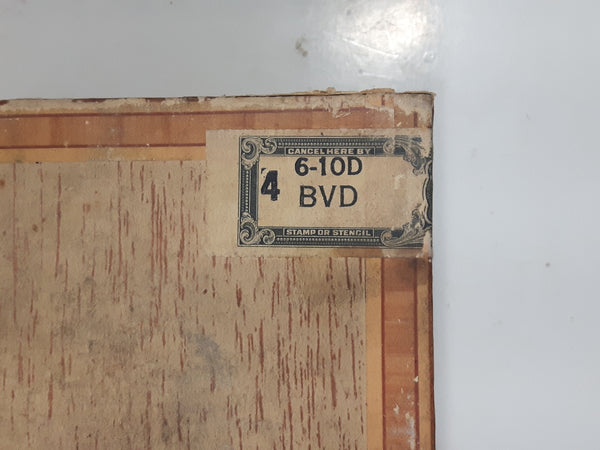 CANCEL HERE BY
6-10D
4
BVD
STAMP OR STENCIL